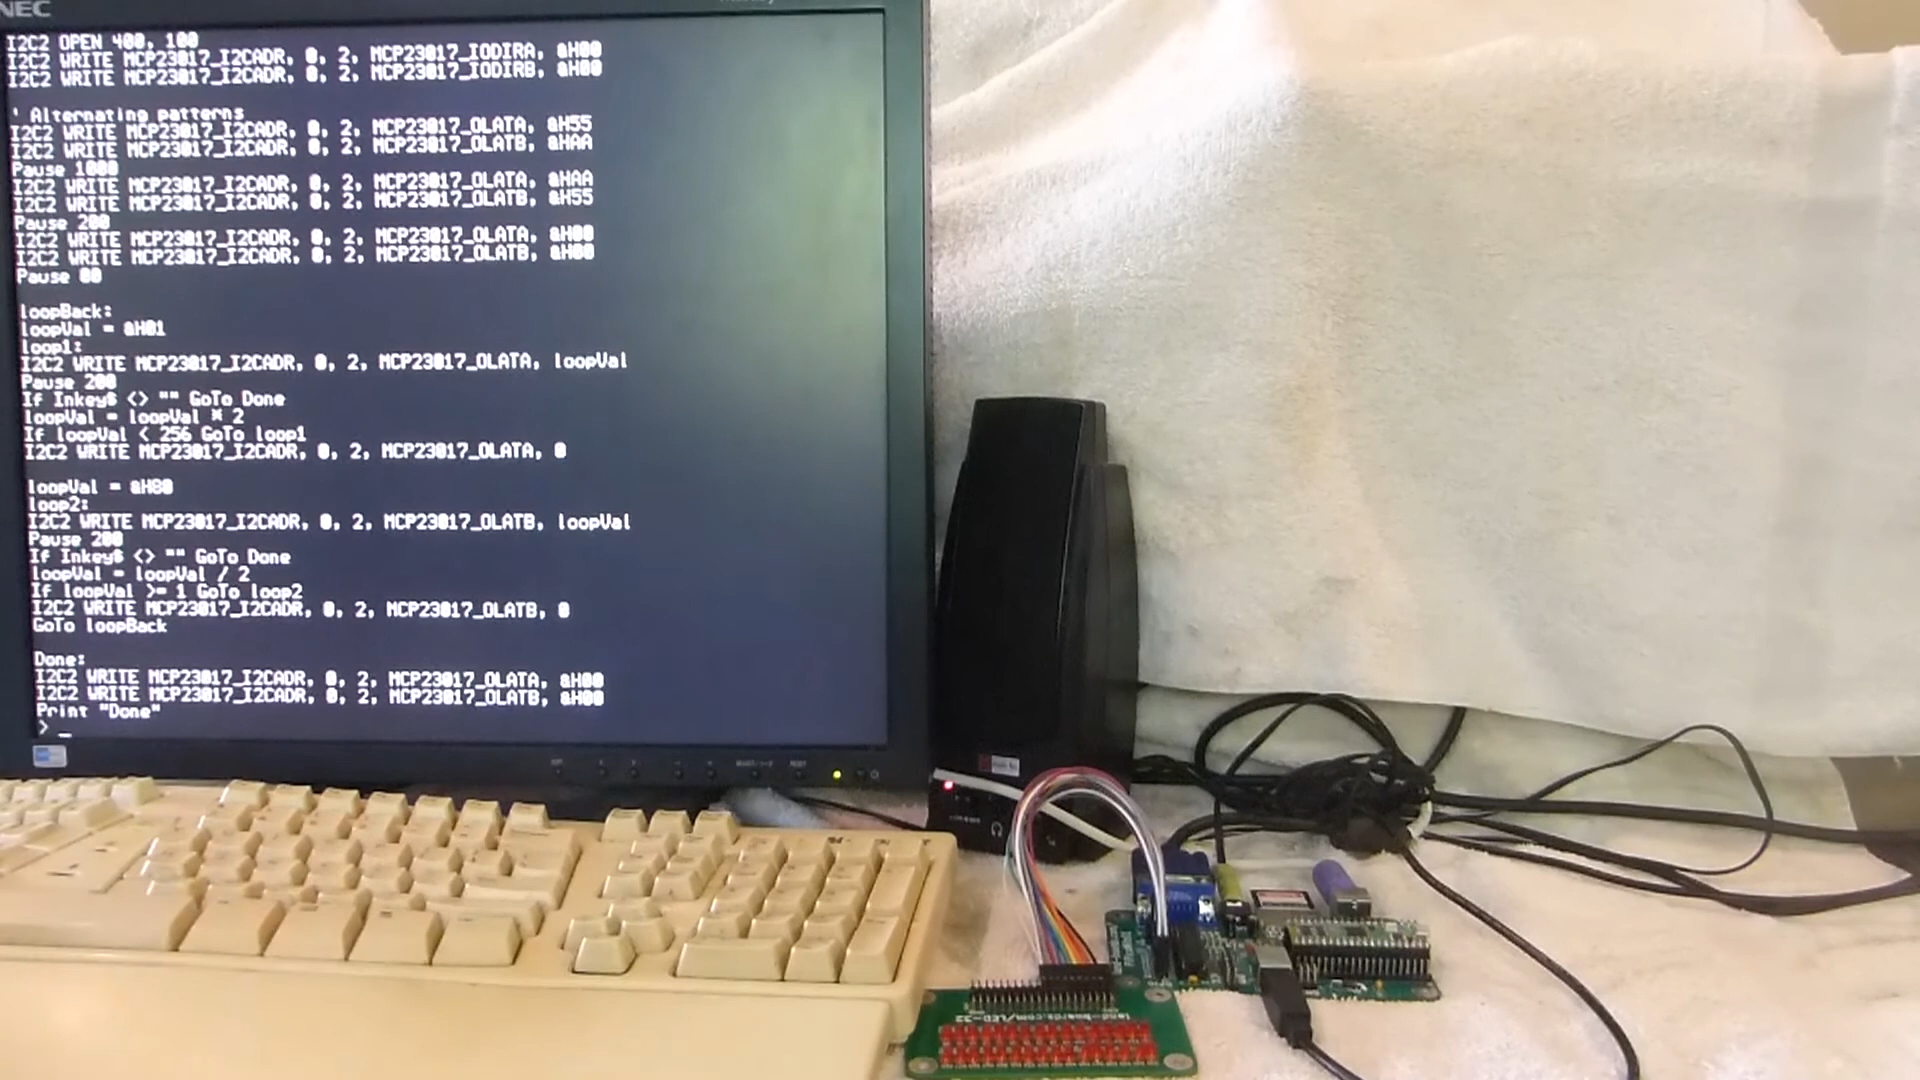 NEC
I2C2 OPEN 400, 100
I2C2 WRITE MCP23017_I2CADR, 0, 2, MCP23017_IODIRA, &H00
I2C2 WRITE MCP23017_I2CADR, 0, 2, MCP23017_IODIRB, &H00
' Alternating patterns
I2C2 WRITE MCP23017_I2CADR, 0, 2, MCP23017_OLATA, &H55
I2C2 WRITE MCP23017_I2CADR, 0, 2, MCP23017_OLATB, &HAA
Pause 1000
I2C2 WRITE MCP23017_I2CADR, 0, 2, MCP23017_OLATA, &HAA
I2C2 WRITE MCP23017_I2CADR, 0, 2, MCP23017_OLATB, &H55
Pause 200
I2C2 WRITE MCP23017_I2CADR, 0, 2, MCP23017_OLATA, &H00
I2C2 WRITE MCP23017_I2CADR, 0, 2, MCP23017_OLATB, &H00
Pause 00
loopBack:
loopVal = &H01
loop1:
I2C2 WRITE MCP23017_I2CADR, 0, 2, MCP23017_OLATA, loopVal
Pause 200
If Inkey$ <> "" GoTo Done
loopVal = loopVal * 2
If loopVal < 256 GoTo loop1
I2C2 WRITE MCP23017_I2CADR, 0, 2, MCP23017_OLATA, 0
loopVal = &H80
loop2:
I2C2 WRITE MCP23017_I2CADR, 0, 2, MCP23017_OLATB, loopVal
Pause 200
If Inkey$ <> "" GoTo Done
loopVal = loopVal / 2
If loopVal >= 1 GoTo loop2
I2C2 WRITE MCP23017_I2CADR, 0, 2, MCP23017_OLATB, 0
GoTo loopBack
Done:
I2C2 WRITE MCP23017_I2CADR, 0, 2, MCP23017_OLATA, &H00
I2C2 WRITE MCP23017_I2CADR, 0, 2, MCP23017_OLATB, &H00
Print "Done"
> _
RESET
land-boards.com/LED-32